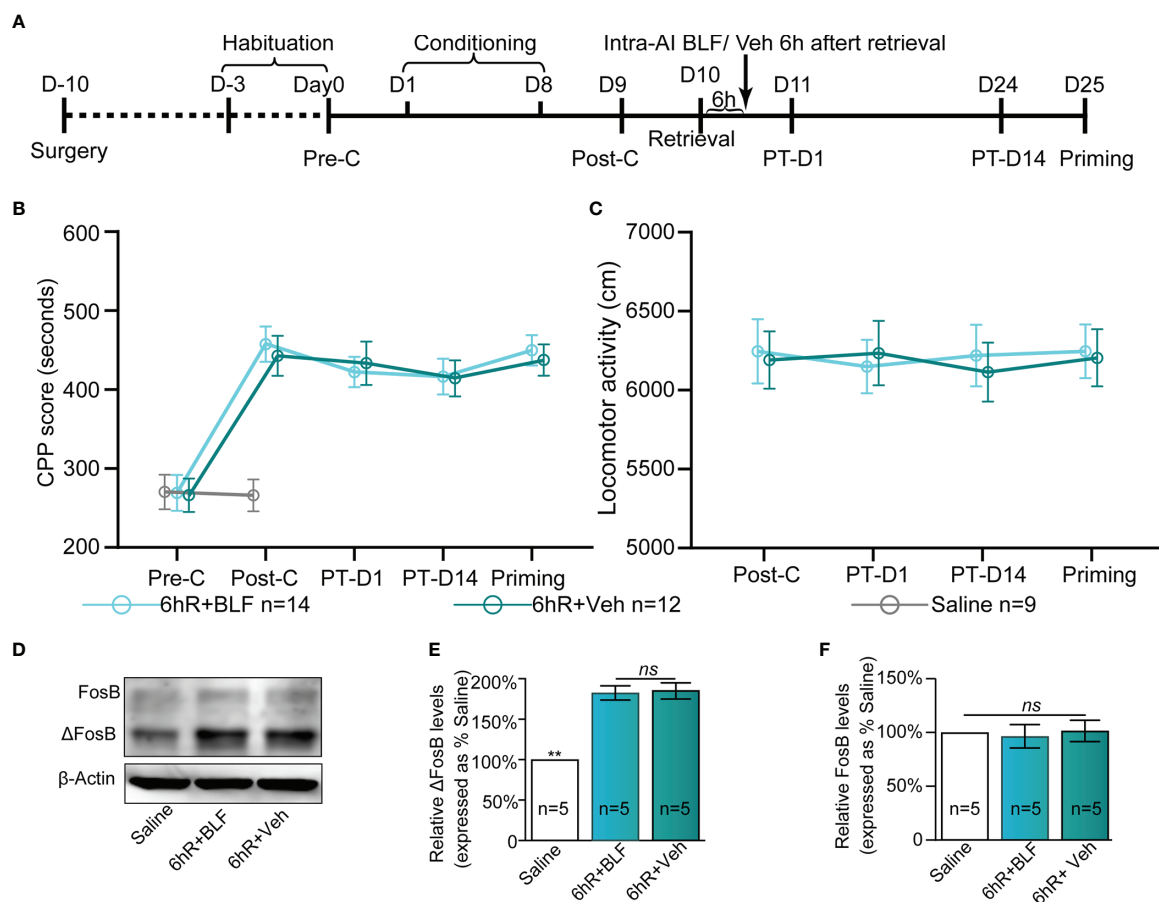 A
Intra-AI BLF/ Veh 6h aftert retrieval
Habituation
Conditioning
D-10
D-3
Day0
D1
D8
D9
D10
6h
D11
D24
D25
Surgery
Pre-C
Post-C
Retrieval
PT-D1
PT-D14
Priming
B
CPP score (seconds)
600
500
400
300
200
Pre-C
Post-C
PT-D1
PT-D14
Priming
C
Locomotor activity (cm)
7000
6500
6000
5500
5000
Post-C
PT-D1
PT-D14
Priming
6hR+BLF n=14
6hR+Veh n=12
Saline n=9
D
FosB
ΔFosB
β-Actin
Saline
6hR+BLF
6hR+Veh
E
Relative ΔFosB levels
(expressed as % Saline)
200%
150%
100%
50%
0
ns
**
n=5
n=5
n=5
Saline
6hR+BLF
6hR+Veh
F
Relative FosB levels
(expressed as % Saline)
150%
100%
50%
0
ns
n=5
n=5
n=5
Saline
6hR+BLF
6hR+ Veh